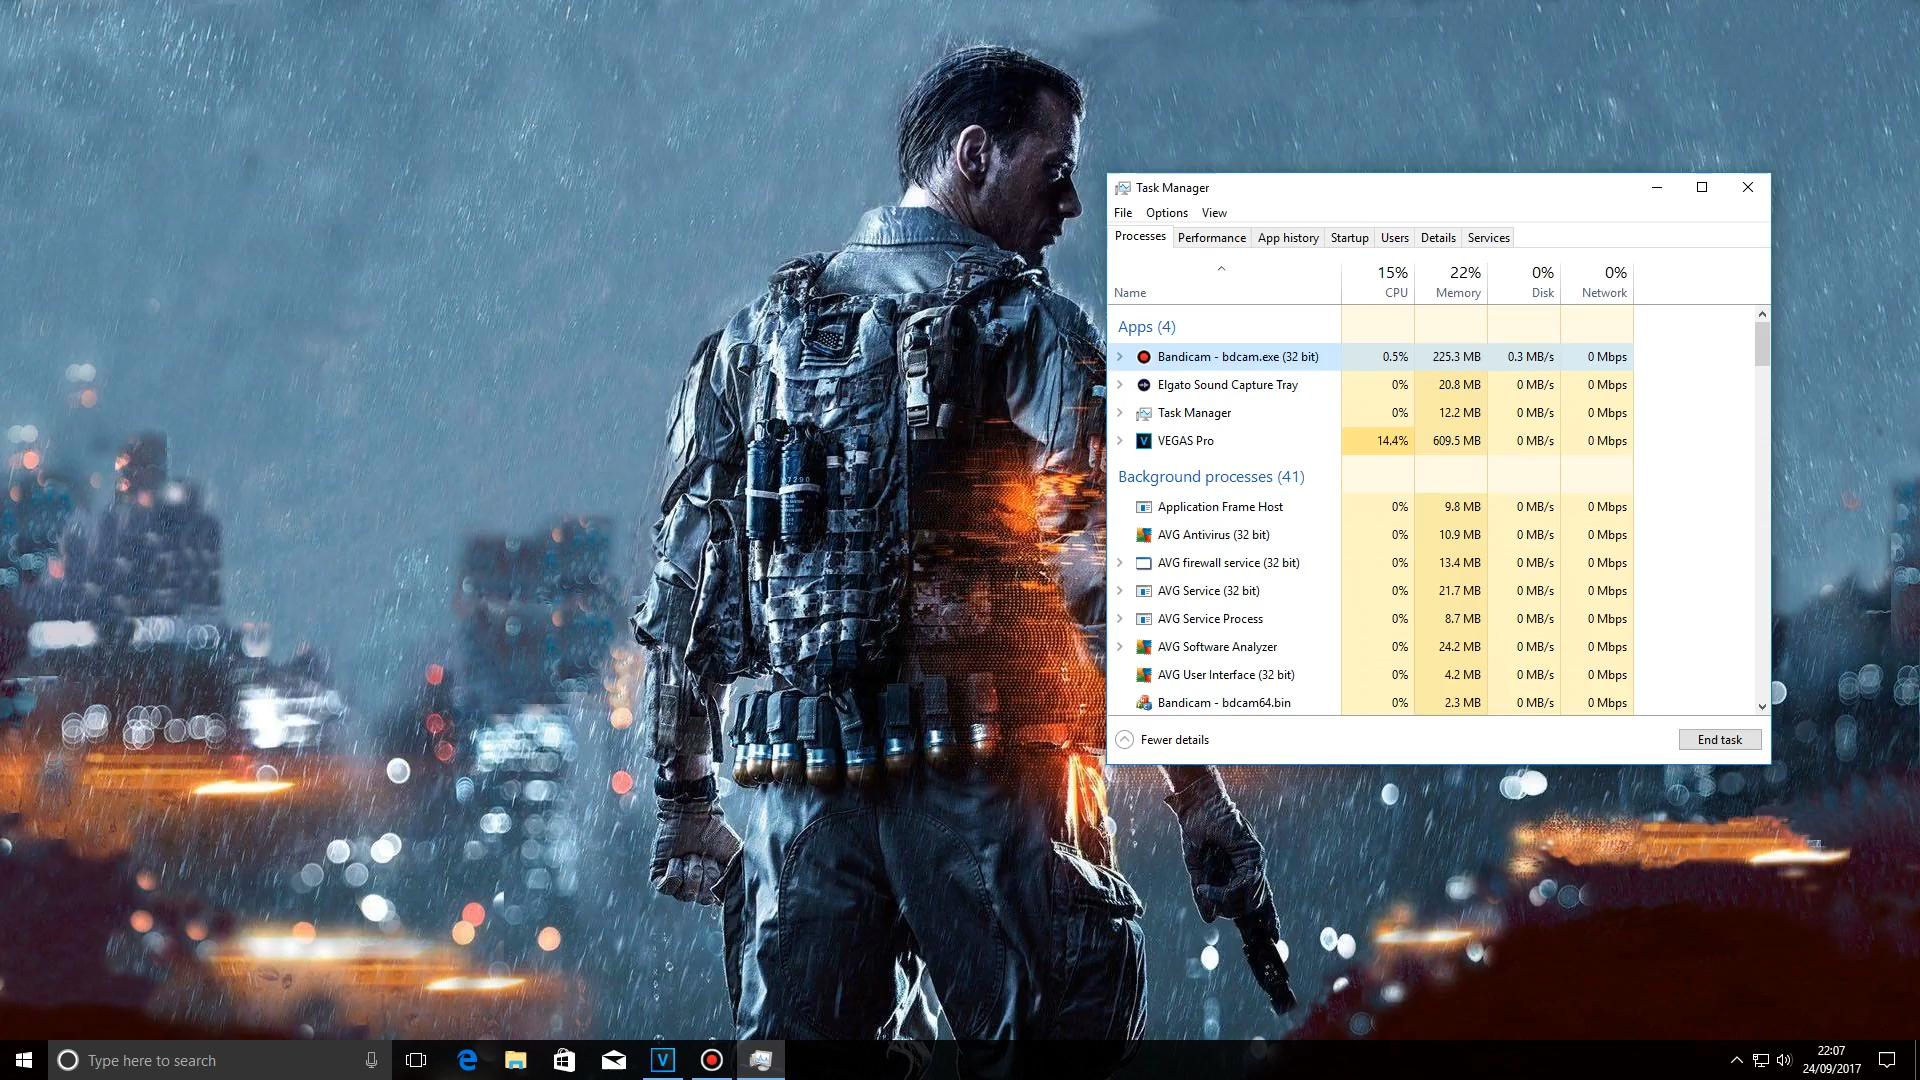 Task Manager
File Options View
Processes Performance App history Startup Users Details Services
15% 22% 0% 0%
Name CPU Memory Disk Network
Apps (4)
Bandicam - bdcam.exe (32 bit) 0.5% 225.3 MB 0.3 MB/s 0 Mbps
Elgato Sound Capture Tray 0% 20.8 MB 0 MB/s 0 Mbps
Task Manager 0% 12.2 MB 0 MB/s 0 Mbps
VEGAS Pro 14.4% 609.5 MB 0 MB/s 0 Mbps
Background processes (41)
Application Frame Host 0% 9.8 MB 0 MB/s 0 Mbps
AVG Antivirus (32 bit) 0% 10.9 MB 0 MB/s 0 Mbps
AVG firewall service (32 bit) 0% 13.4 MB 0 MB/s 0 Mbps
AVG Service (32 bit) 0% 21.7 MB 0 MB/s 0 Mbps
AVG Service Process 0% 8.7 MB 0 MB/s 0 Mbps
AVG Software Analyzer 0% 24.2 MB 0 MB/s 0 Mbps
AVG User Interface (32 bit) 0% 4.2 MB 0 MB/s 0 Mbps
Bandicam - bdcam64.bin 0% 2.3 MB 0 MB/s 0 Mbps
Fewer details End task
Type here to search
V
22:07
24/09/2017